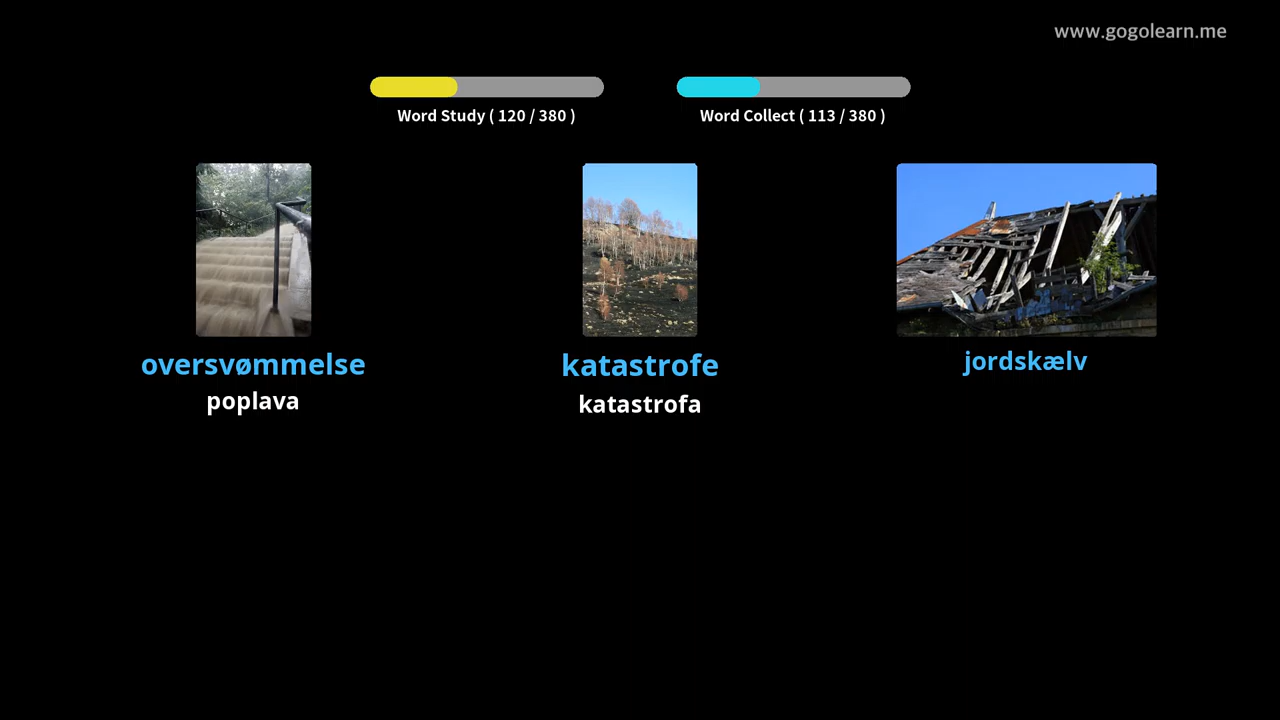 www.gogolearn.me
Word Study ( 120 / 380 )
Word Collect ( 113 / 380 )
oversvømmelse
poplava
katastrofe
katastrofa
jordskælv